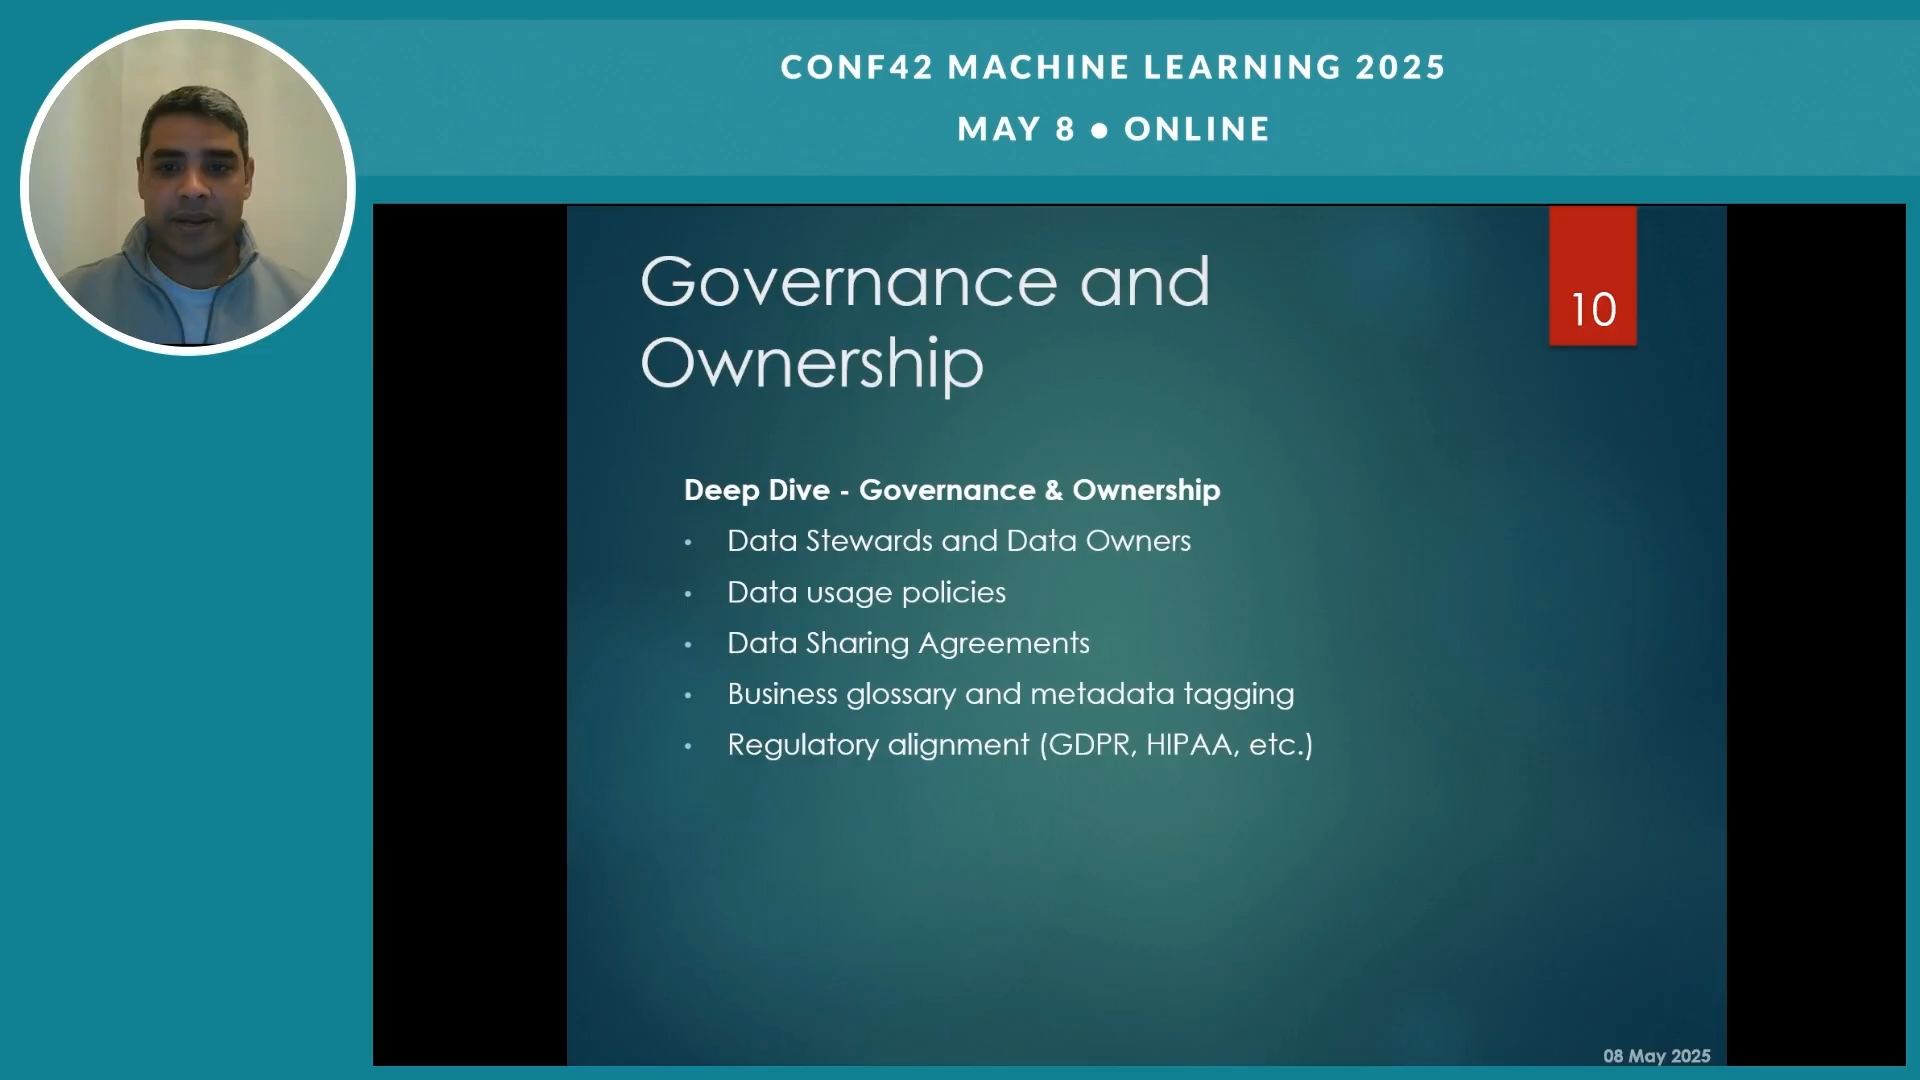 CONF42 MACHINE LEARNING 2025
MAY 8 ● ONLINE
Governance and
Ownership
10
Deep Dive - Governance & Ownership
• Data Stewards and Data Owners
• Data usage policies
• Data Sharing Agreements
• Business glossary and metadata tagging
• Regulatory alignment (GDPR, HIPAA, etc.)
08 May 2025